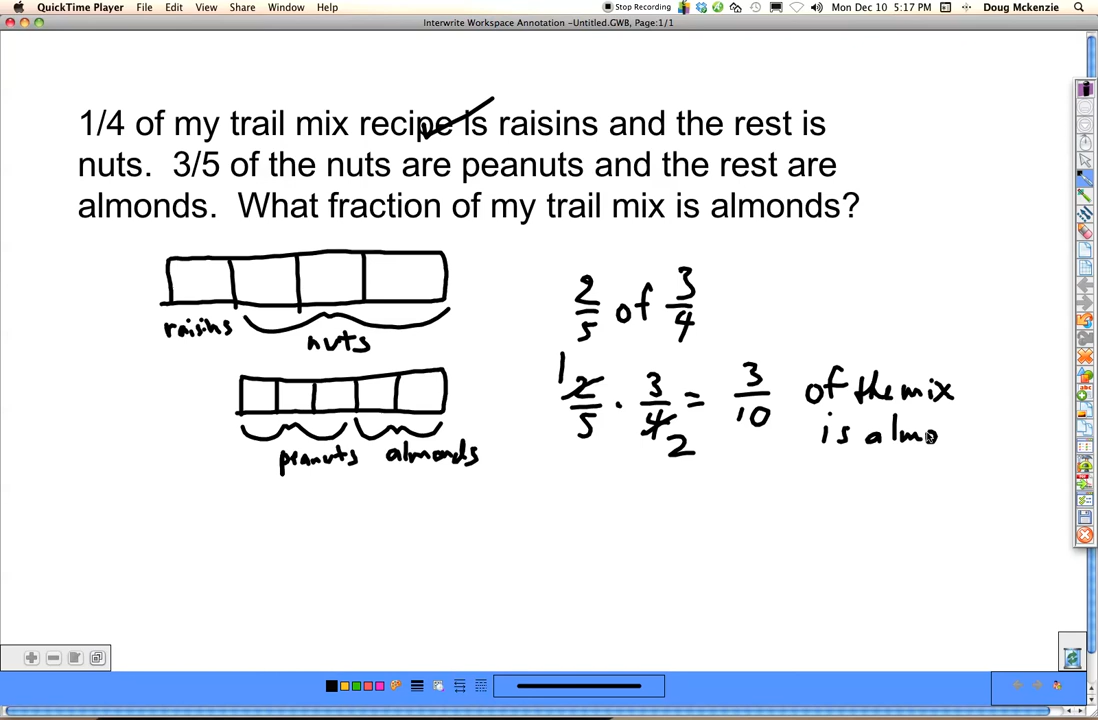 QuickTime Player File Edit View Share Window Help Stop Recording Mon Dec 10 5:17 PM Doug Mckenzie
Interwrite Workspace Annotation –Untitled.GWB, Page:1/1
1/4 of my trail mix recipe is raisins and the rest is
nuts. 3/5 of the nuts are peanuts and the rest are
almonds. What fraction of my trail mix is almonds?
raisins nuts
peanuts almonds
2/5 of 3/4
1 2/5 · 3/4 2 = 3/10 of the mix
is almo